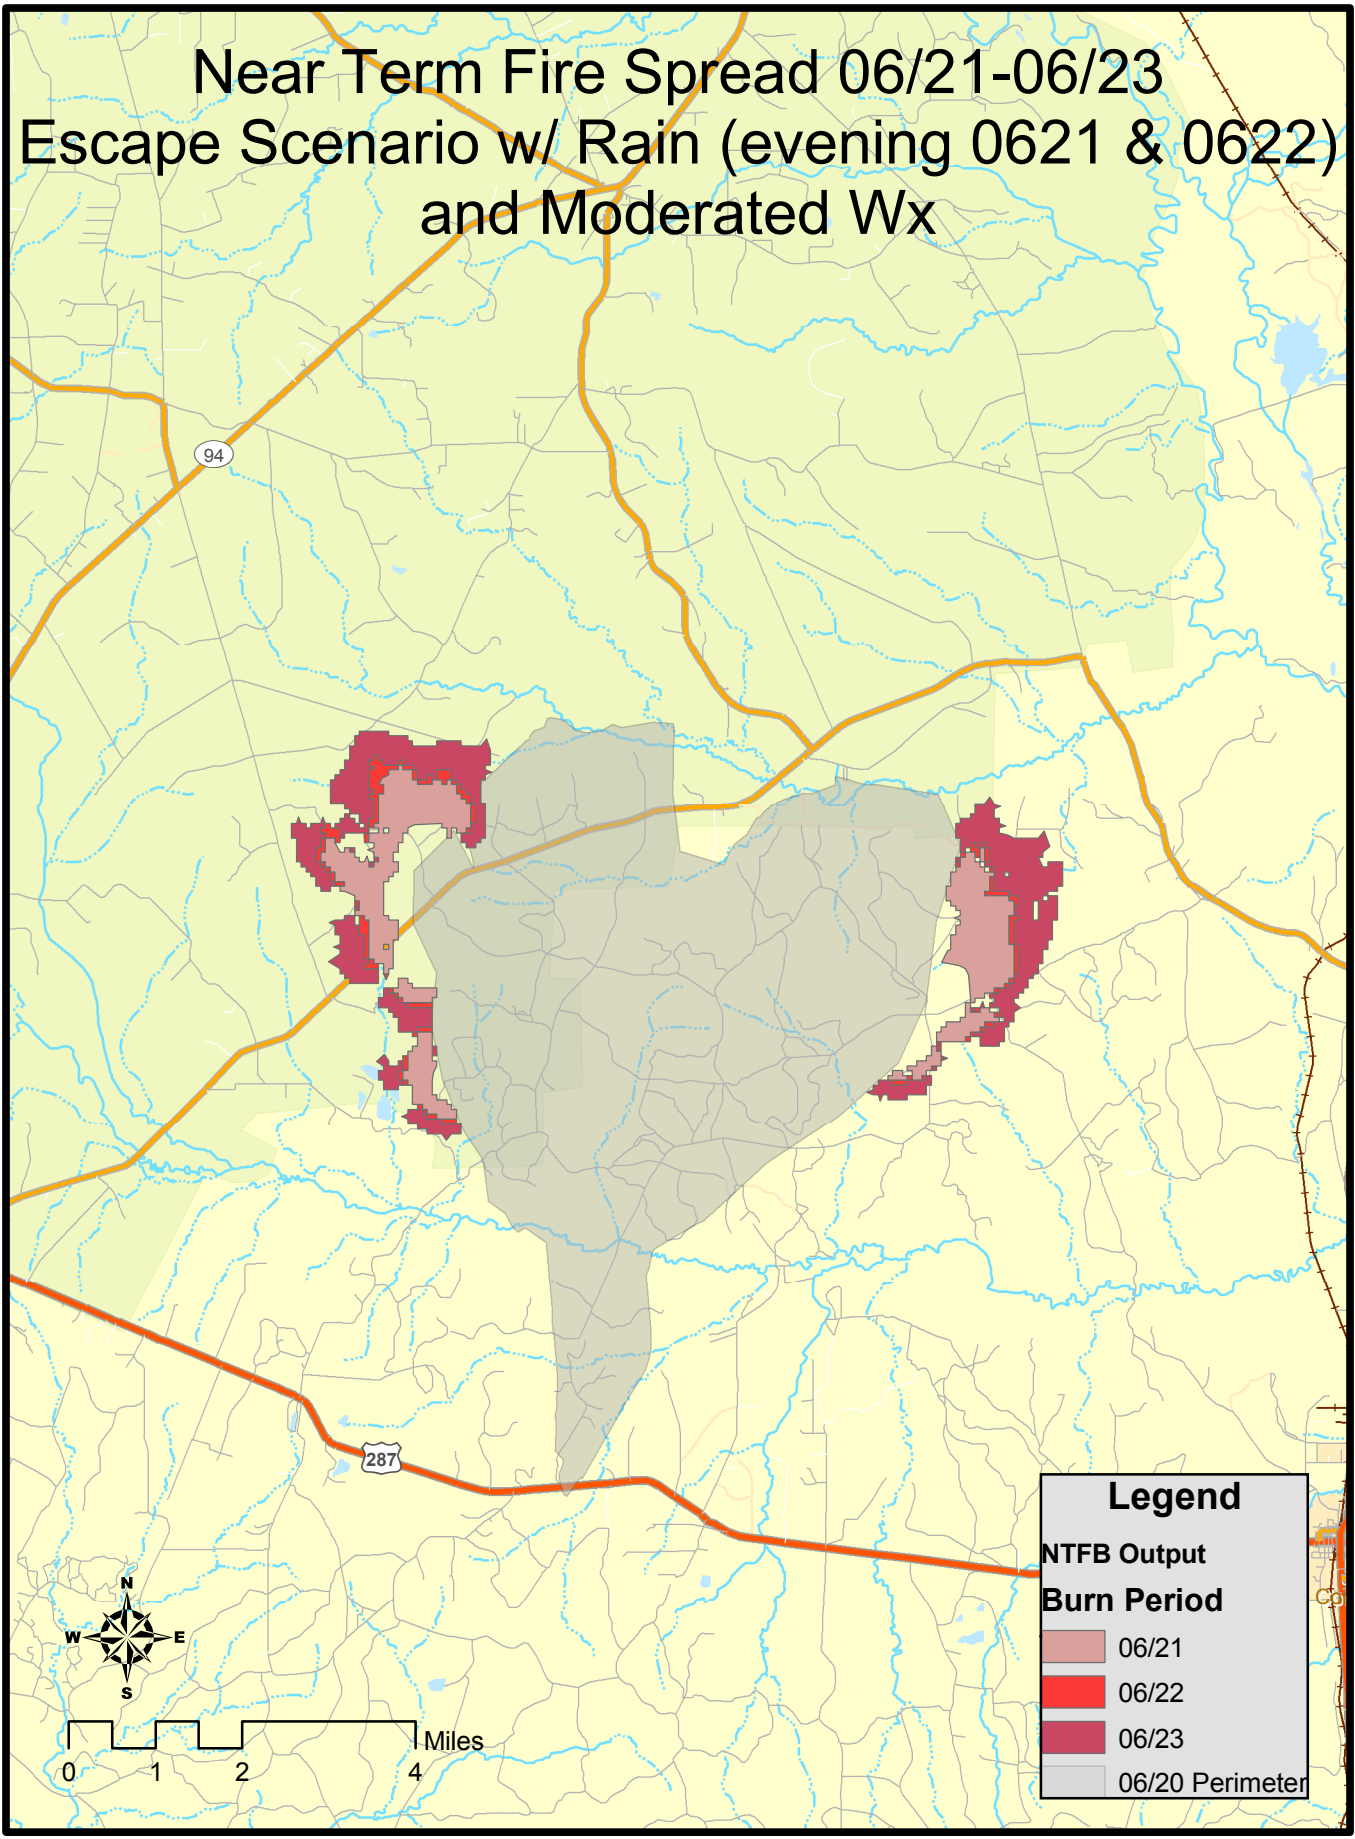 Near Term Fire Spread 06/21-06/23
Escape Scenario w/ Rain (evening 0621 & 0622)
and Moderated Wx
94
287
Legend
NTFB Output
Burn Period
06/21
06/22
06/23
06/20 Perimeter
Co
N
W E
S
Miles
0 1 2 4